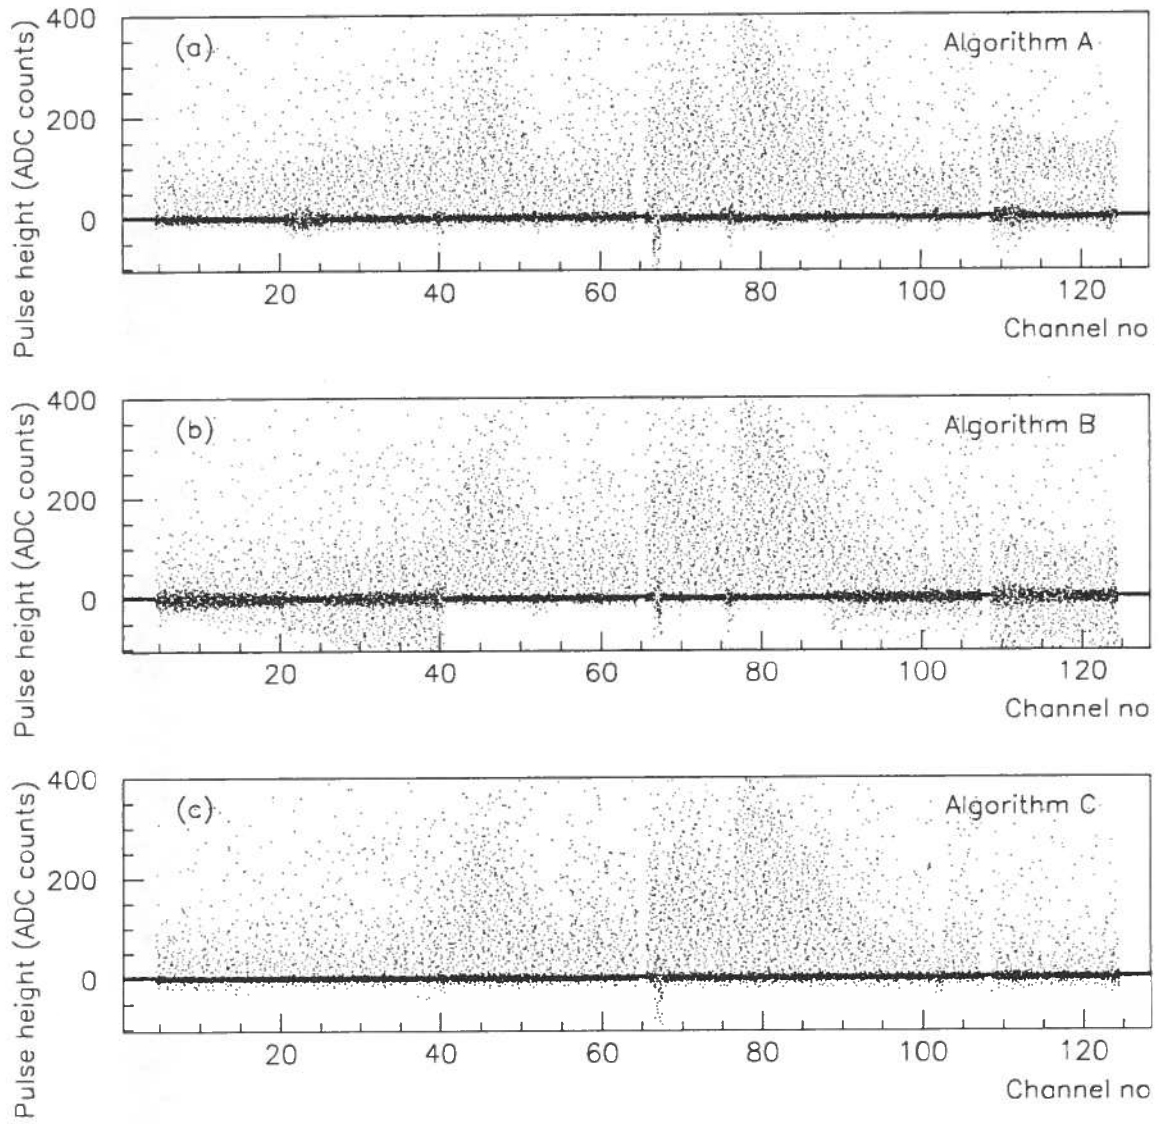 400
(a)
Algorithm A
200
0
Pulse height (ADC counts)
20 40 60 80 100 120
Channel no
400
(b)
Algorithm B
200
0
Pulse height (ADC counts)
20 40 60 80 100 120
Channel no
400
(c)
Algorithm C
200
0
Pulse height (ADC counts)
20 40 60 80 100 120
Channel no